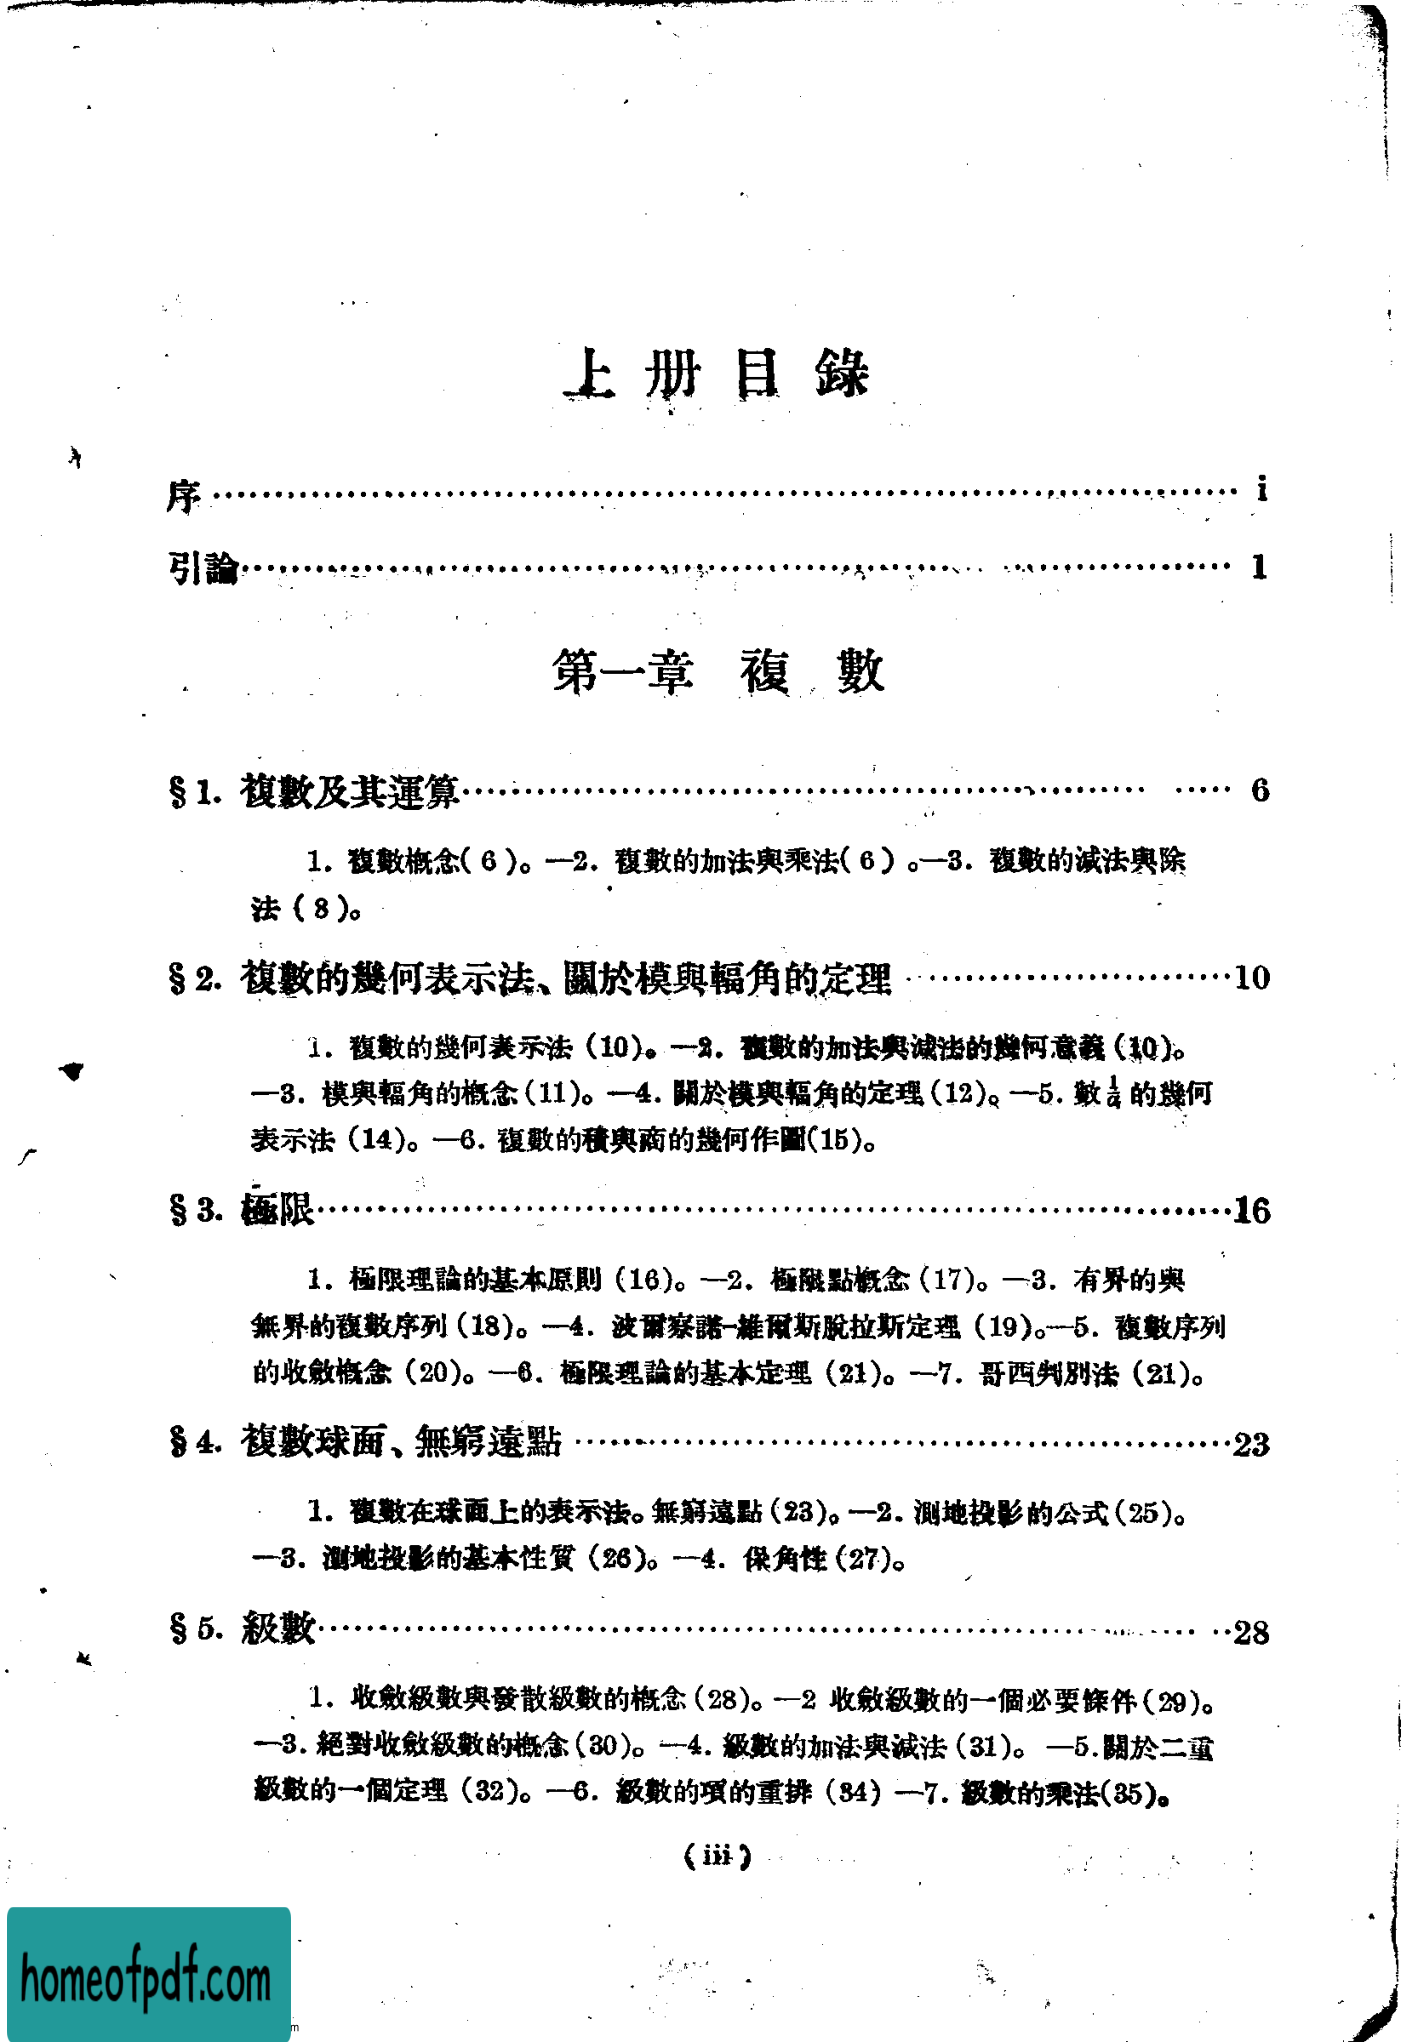 上册目錄
序 …… i
引論 …… 1
第一章 複 數
§1. 複數及其運算 …… 6
1. 複數概念(6)。—2. 複數的加法與乘法(6)。—3. 複數的減法與除
法(8)。
§2. 複數的幾何表示法、關於模與輻角的定理 …… 10
1. 複數的幾何表示法(10)。—2. 複數的加法與減法的幾何意義(10)。
—3. 模與輻角的概念(11)。—4. 關於模與輻角的定理(12)。—5. 數 的幾何
表示法(14)。—6. 複數的積與商的幾何作圖(15)。
§3. 極限 …… 16
1. 極限理論的基本原則(16)。—2. 極限點概念(17)。—3. 有界的與
無界的複數序列(18)。—4. 波爾察諾-維爾斯脫拉斯定理(19)。—5. 複數序列
的收斂概念(20)。—6. 極限理論的基本定理(21)。—7. 哥西判別法(21)。
§4. 複數球面、無窮遠點 …… 23
1. 複數在球面上的表示法。無窮遠點(23)。—2. 測地投影的公式(25)。
—3. 測地投影的基本性質(26)。—4. 保角性(27)。
§5. 級數 …… 28
1. 收斂級數與發散級數的概念(28)。—2 收斂級數的一個必要條件(29)。
—3. 絕對收斂級數的概念(30)。—4. 級數的加法與減法(31)。—5. 關於二重
級數的一個定理(32)。—6. 級數的項的重排(34)—7. 級數的乘法(35)。
(iii)
homeofpdf.com
m